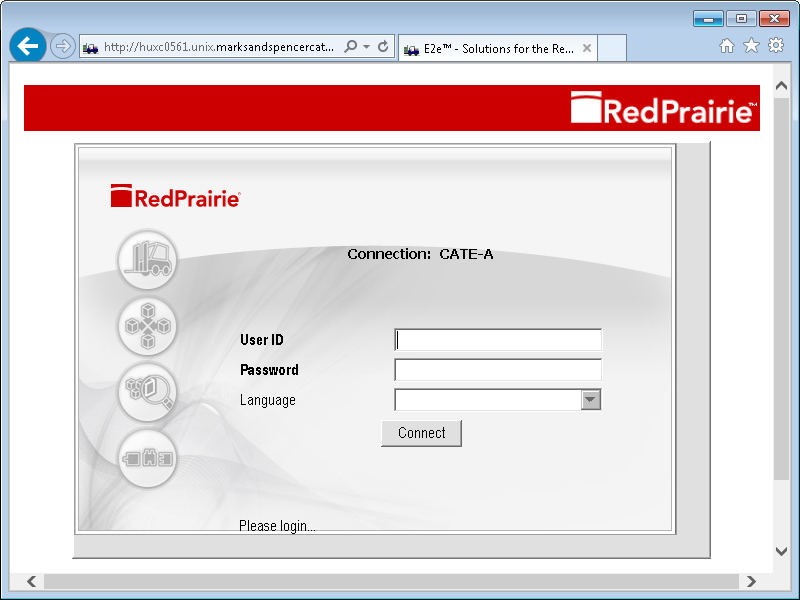 http://huxc0561.unix.marksandspencercat...
E2e™ - Solutions for the Re...
RedPrairie™
RedPrairie
Connection: CATE-A
User ID
Password
Language
Connect
Please login...